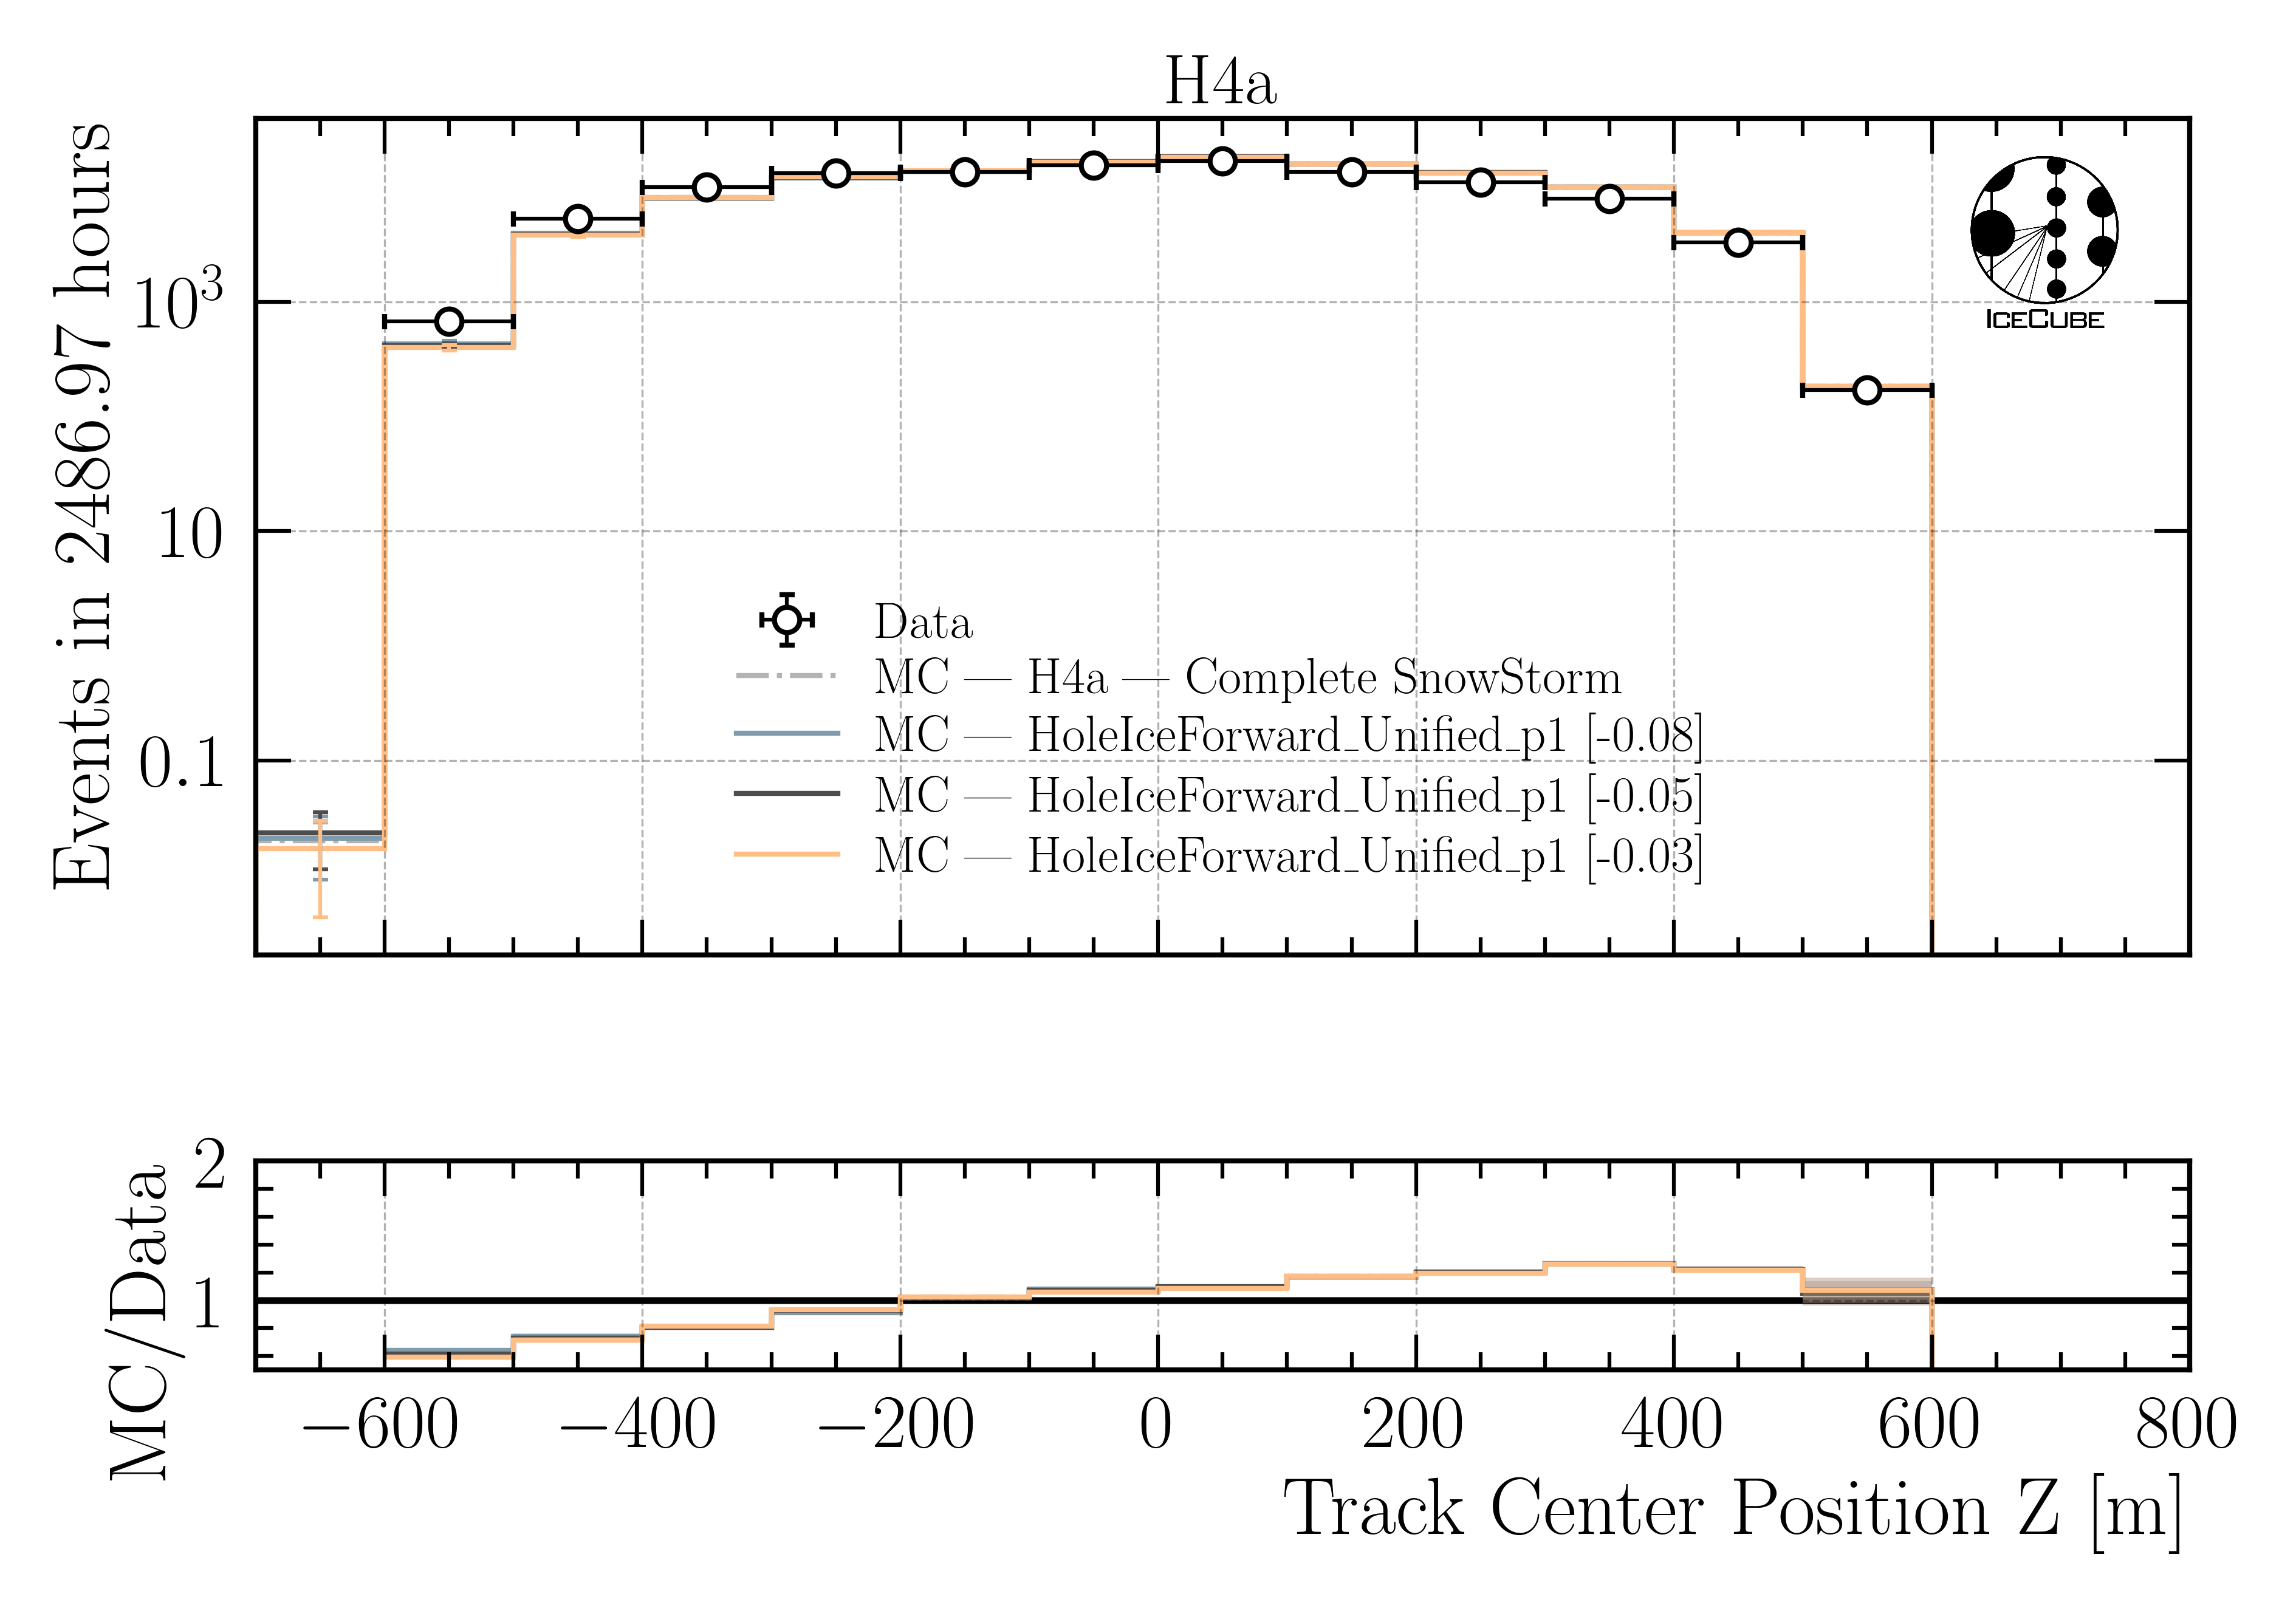 H4a
Events in 2486.97 hours
10³
10
0.1
ICECUBE
Data
MC — H4a — Complete SnowStorm
MC — HoleIceForward_Unified_p1 [-0.08]
MC — HoleIceForward_Unified_p1 [-0.05]
MC — HoleIceForward_Unified_p1 [-0.03]
MC/Data
2
1
−600 −400 −200 0 200 400 600 800
Track Center Position Z [m]